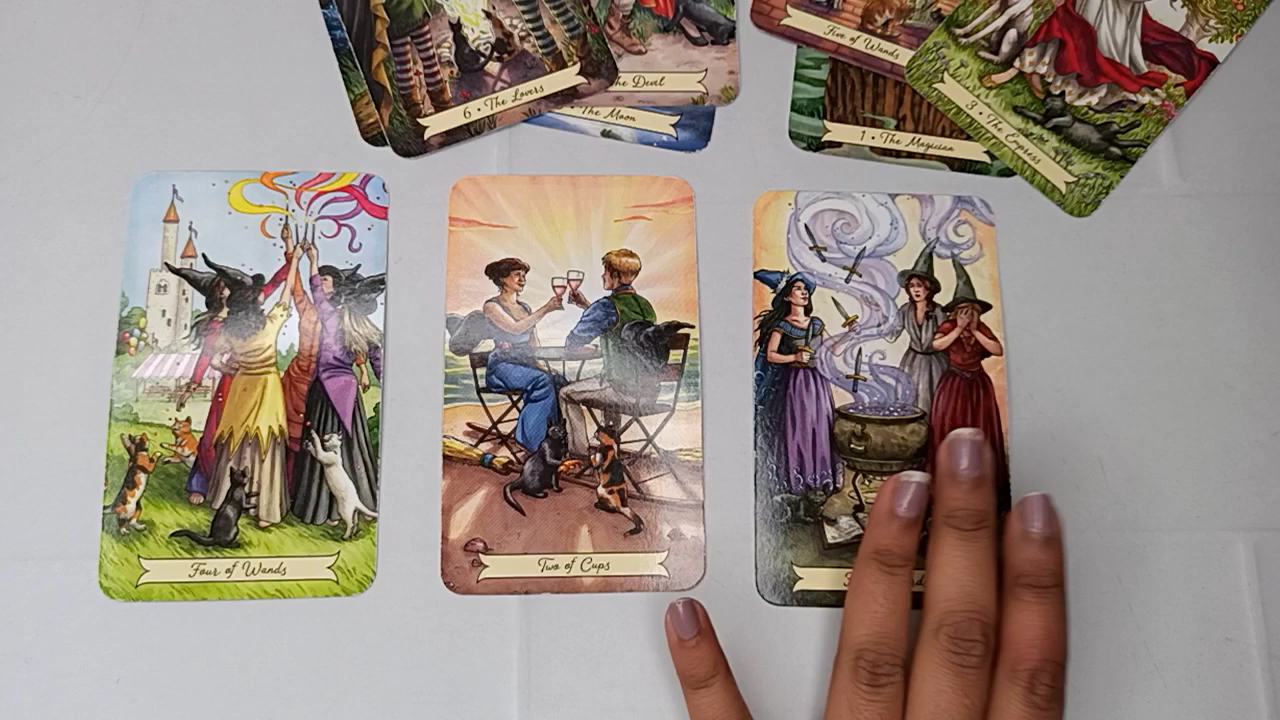 6 • The Lovers
he Devil
The Moon
Five of Wands
1 • The Magician
3 • The Empress
Four of Wands
Two of Cups